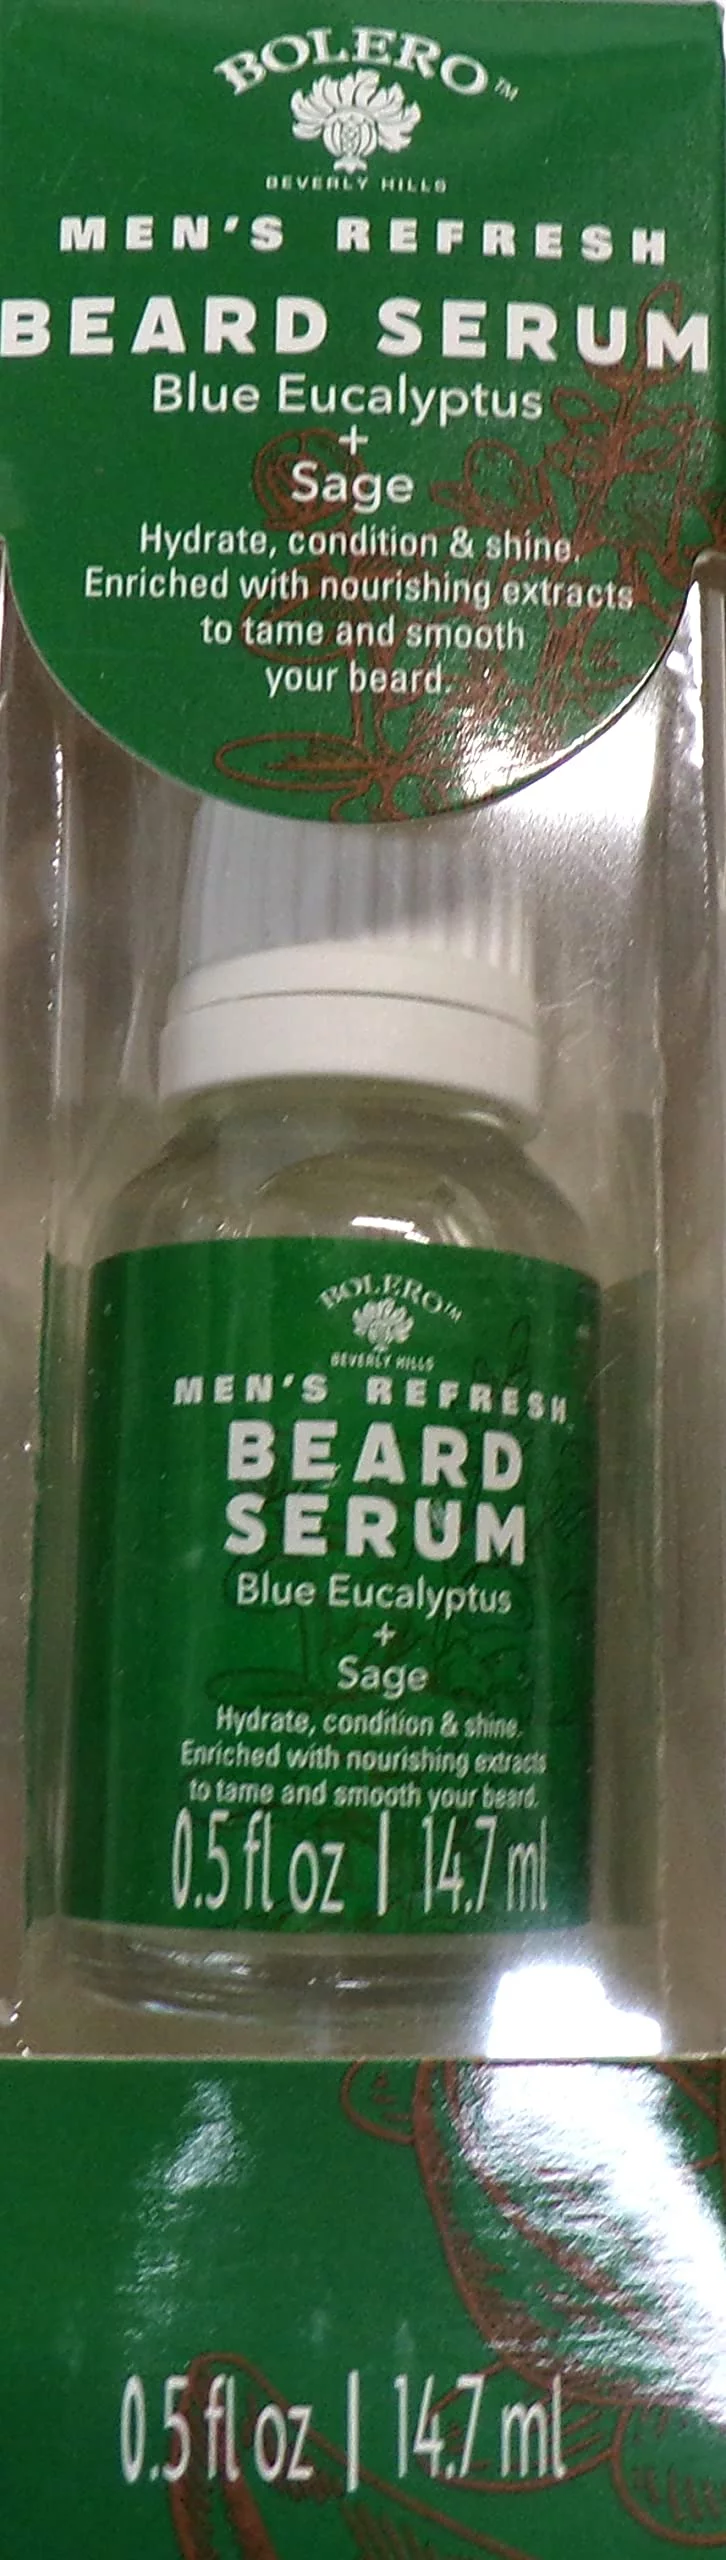 BOLERO™
BEVERLY HILLS
MEN'S REFRESH
BEARD SERUM
Blue Eucalyptus
+
Sage
Hydrate, condition & shine.
Enriched with nourishing extracts
to tame and smooth
your beard.
BOLERO™
BEVERLY HILLS
MEN'S REFRESH
BEARD
SERUM
Blue Eucalyptus
+
Sage
Hydrate, condition & shine.
Enriched with nourishing extracts
to tame and smooth your beard.
0.5 fl oz | 14.7 ml
0.5 fl oz | 14.7 ml